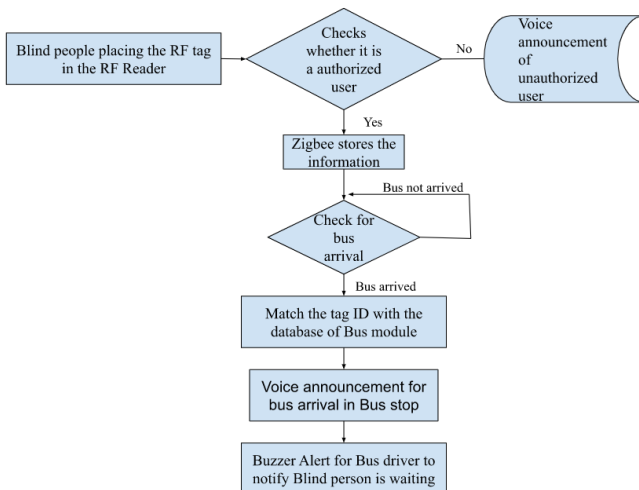 Blind people placing the RF tag
in the RF Reader
Checks
whether it is
a authorized
user
No
Voice
announcement
of
unauthorized
user
Yes
Zigbee stores the
information
Bus not arrived
Check for
bus
arrival
Bus arrived
Match the tag ID with the
database of Bus module
Voice announcement for
bus arrival in Bus stop
Buzzer Alert for Bus driver to
notify Blind person is waiting